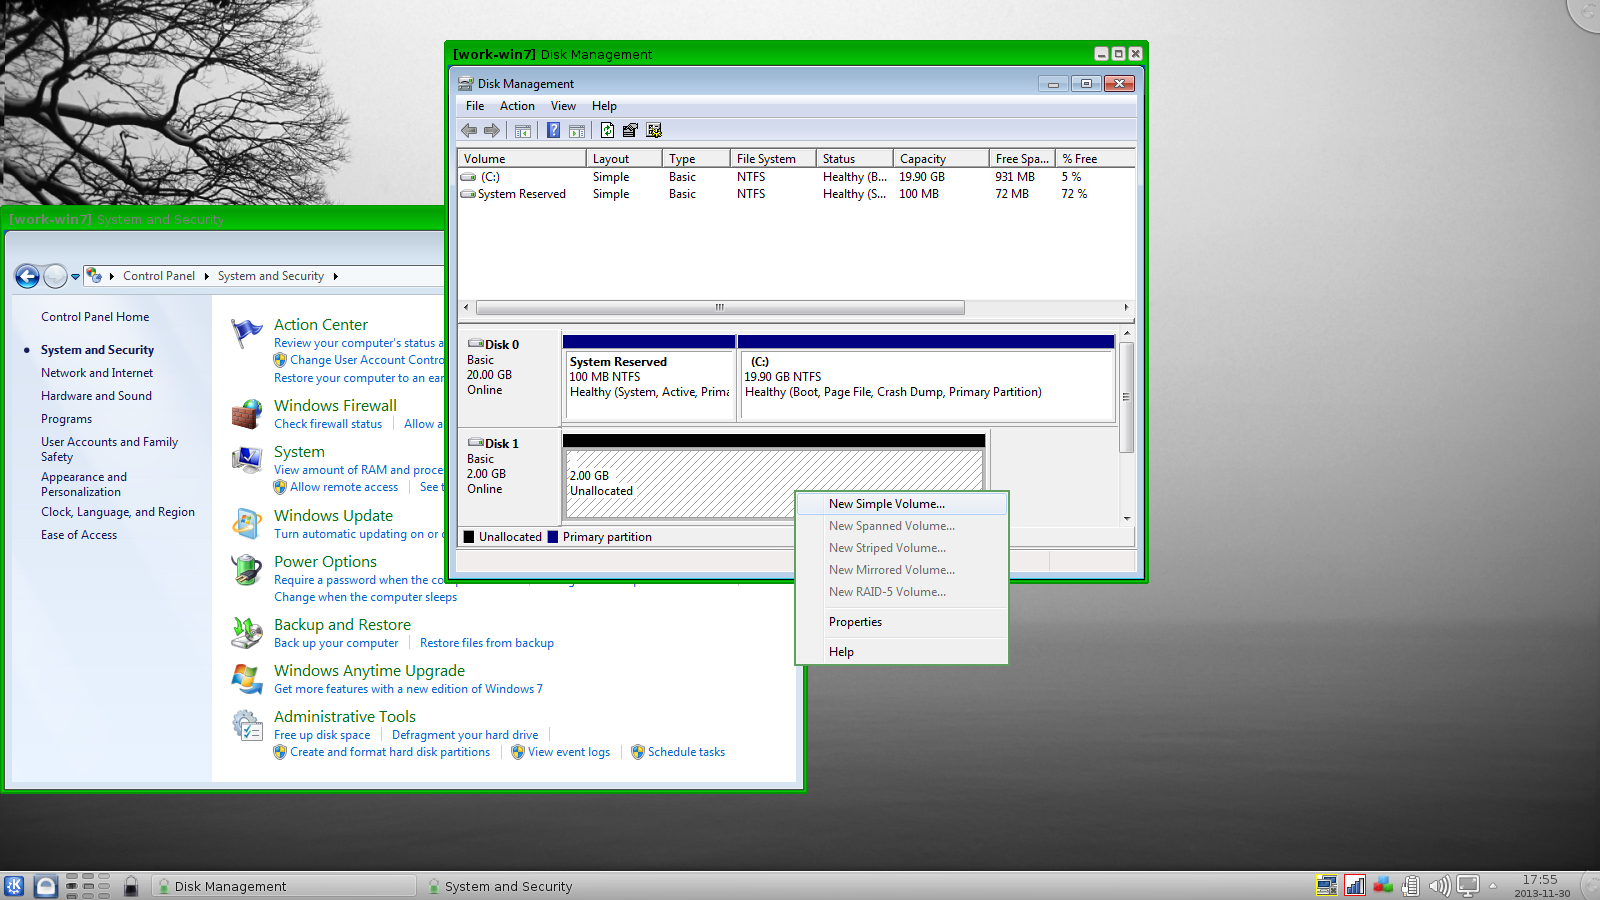 [work-win7] Disk Management
Disk Management
File Action View Help
Volume Layout Type File System Status Capacity Free Spa... % Free
(C:) Simple Basic NTFS Healthy (B... 19.90 GB 931 MB 5 %
System Reserved Simple Basic NTFS Healthy (S... 100 MB 72 MB 72 %
Disk 0
Basic
20.00 GB
Online
System Reserved
100 MB NTFS
Healthy (System, Active, Prima
(C:)
19.90 GB NTFS
Healthy (Boot, Page File, Crash Dump, Primary Partition)
Disk 1
Basic
2.00 GB
Online
2.00 GB
Unallocated
Unallocated Primary partition
New Simple Volume...
New Spanned Volume...
New Striped Volume...
New Mirrored Volume...
New RAID-5 Volume...
Properties
Help
[work-win7] System and Security
Control Panel System and Security
Control Panel Home
System and Security
Network and Internet
Hardware and Sound
Programs
User Accounts and Family
Safety
Appearance and
Personalization
Clock, Language, and Region
Ease of Access
Action Center
Review your computer's status a
Change User Account Contro
Restore your computer to an ear
Windows Firewall
Check firewall status Allow a
System
View amount of RAM and proce
Allow remote access See t
Windows Update
Turn automatic updating on or o
Power Options
Require a password when the co
Change when the computer sleeps
Backup and Restore
Back up your computer Restore files from backup
Windows Anytime Upgrade
Get more features with a new edition of Windows 7
Administrative Tools
Free up disk space Defragment your hard drive
Create and format hard disk partitions View event logs Schedule tasks
Disk Management System and Security
17:55
2013-11-30